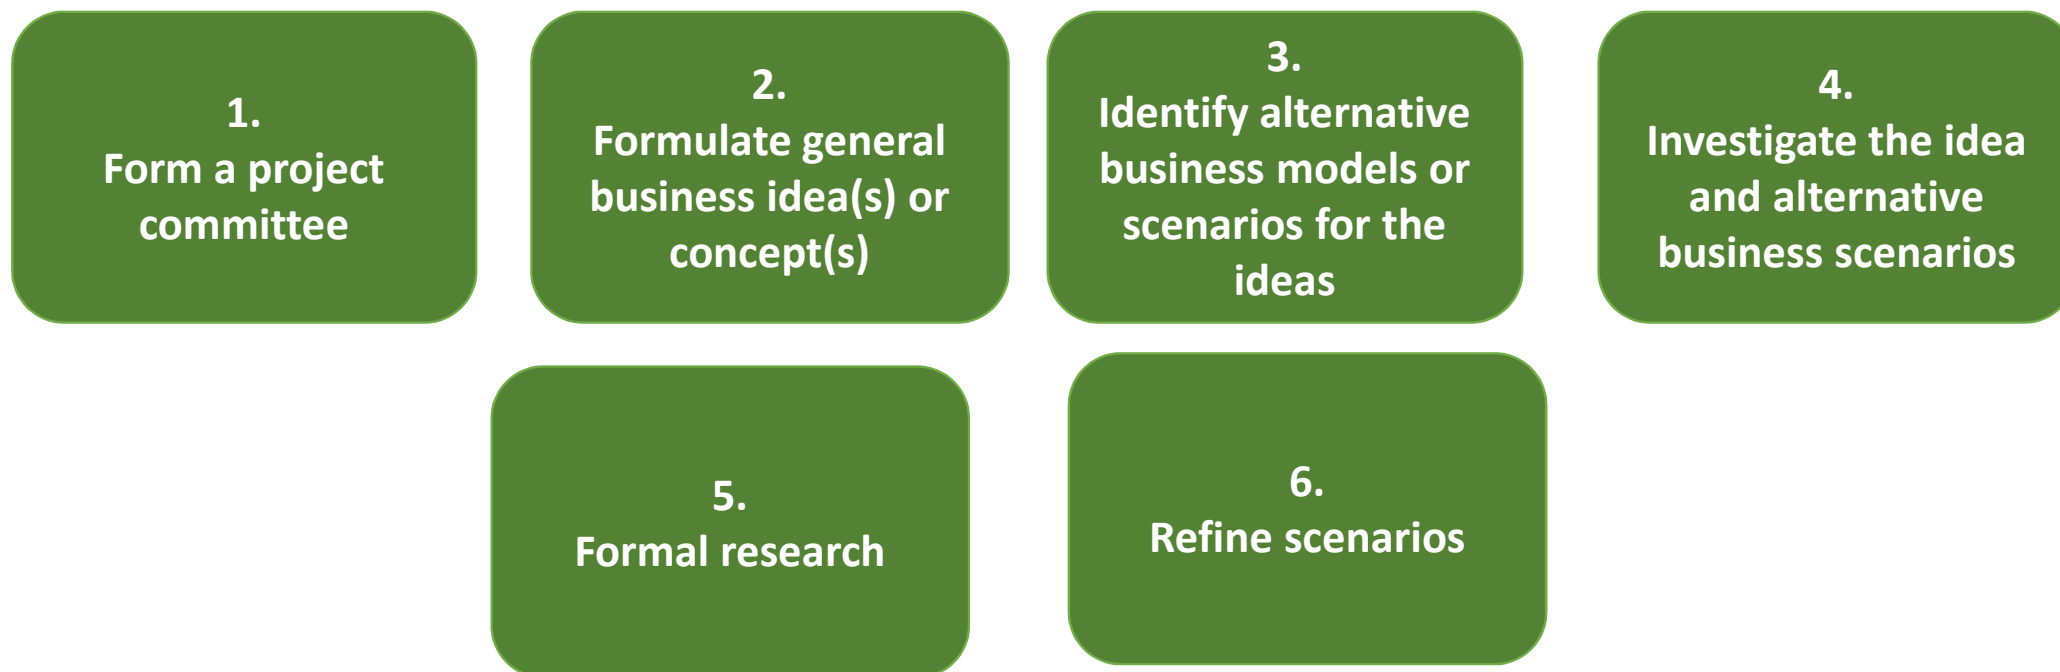 1.
Form a project
committee
2.
Formulate general
business idea(s) or
concept(s)
3.
Identify alternative
business models or
scenarios for the
ideas
4.
Investigate the idea
and alternative
business scenarios
5.
Formal research
6.
Refine scenarios